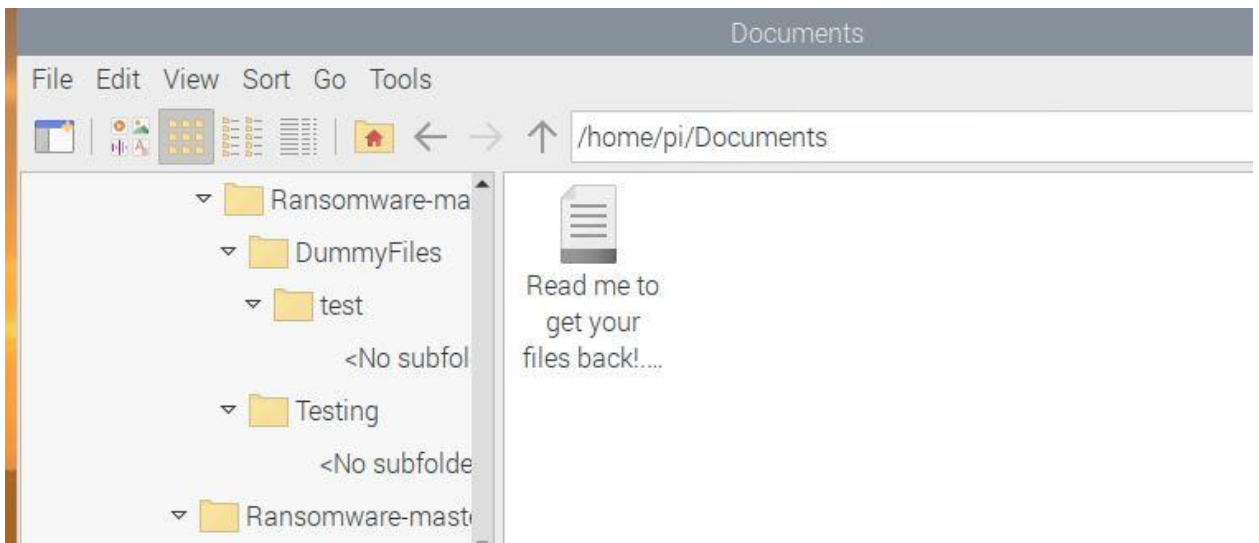 Documents
File Edit View Sort Go Tools
/home/pi/Documents
Ransomware-ma
DummyFiles
test
<No subfol
Testing
<No subfolde
Ransomware-mast
Read me to
get your
files back!....